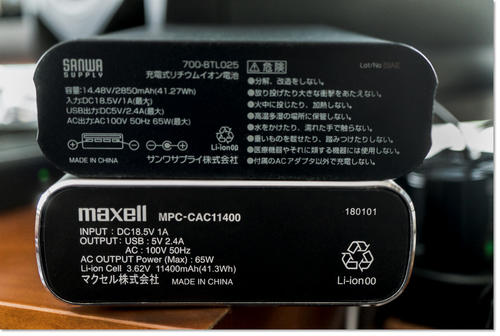 SANWA SUPPLY
700-BTL025
充電式リチウムイオン電池
容量:14.48V/2850mAh(41.27Wh)
入力:DC18.5V/1A(最大)
USB出力:DC5V/2.4A(最大)
AC出力:AC100V 50Hz 65W(最大)
Li-ion00
MADE IN CHINA
サンワサプライ株式会社
危険
●分解、改造をしない。
●放り投げたり大きな衝撃をあたえない。
●火中に投じたり、加熱しない。
●高温多湿の場所に保管しない。
●水をかけたり、濡れた手で触らない。
●重いものを載せたり、踏みつけたりしない。
●医療機器やそれに類する機器には使用しない。
●付属のACアダプタ以外で充電しない。
Lot/No
maxell MPC-CAC11400
180101
INPUT : DC18.5V 1A
OUTPUT : USB : 5V 2.4A
AC : 100V 50Hz
AC OUTPUT Power (Max) : 65W
Li-ion Cell 3.62V 11400mAh(41.3Wh)
マクセル株式会社 MADE IN CHINA
Li-ion00